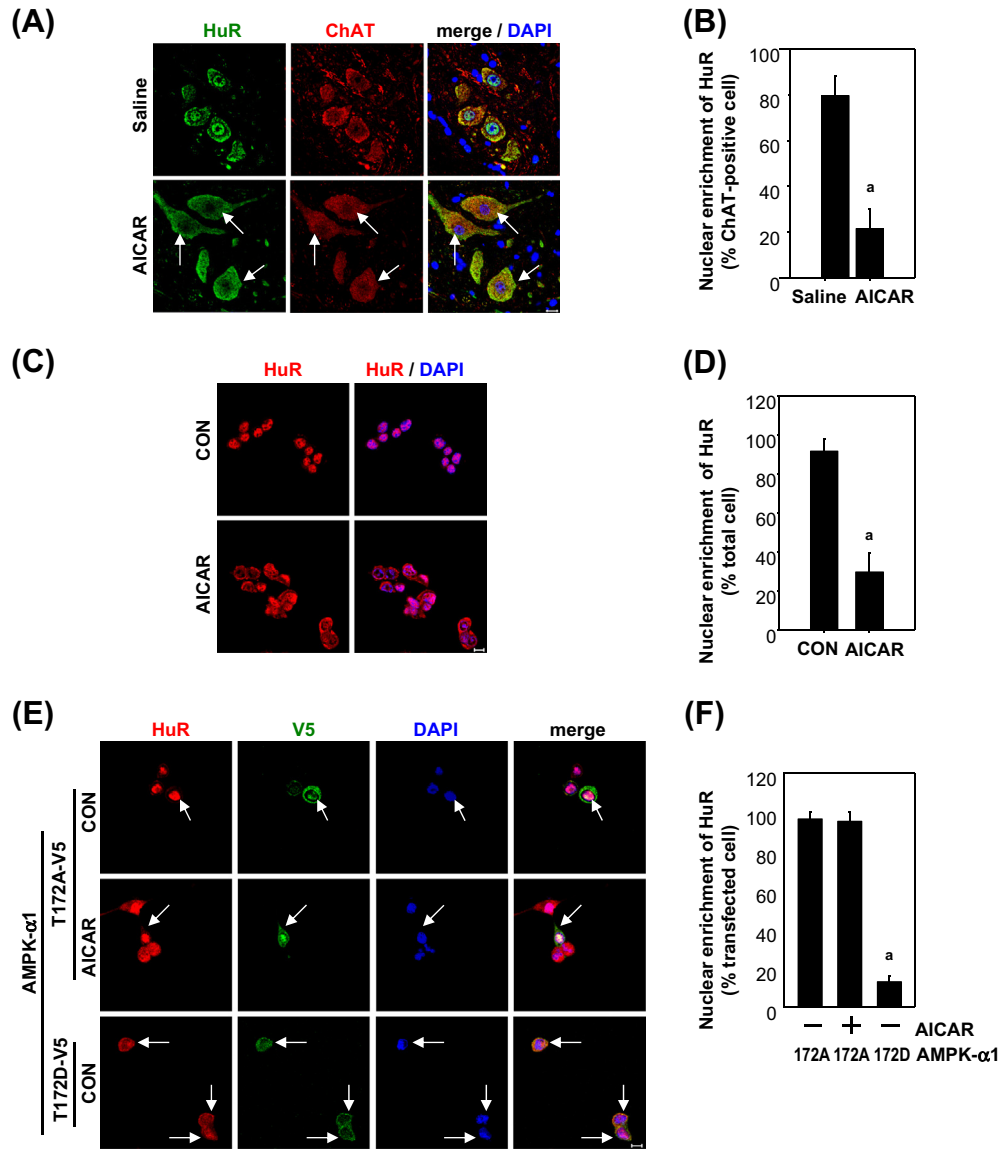 (A)
HuR
ChAT
merge / DAPI
Saline
AICAR
(B)
Nuclear enrichment of HuR
(% ChAT-positive cell)
100
80
60
40
20
0
Saline
AICAR
a
(C)
HuR
HuR / DAPI
CON
AICAR
(D)
Nuclear enrichment of HuR
(% total cell)
120
100
80
60
40
20
0
CON
AICAR
a
(E)
HuR
V5
DAPI
merge
AMPK-α1
T172A-V5
CON
AICAR
T172D-V5
CON
(F)
Nuclear enrichment of HuR
(% transfected cell)
120
100
80
60
40
20
0
a
− + − AICAR
172A 172A 172D AMPK-α1